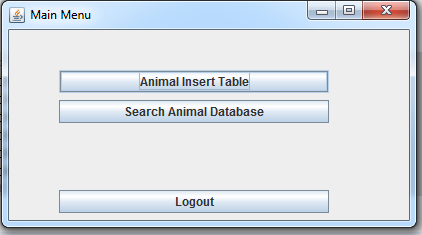 Main Menu
Animal Insert Table
Search Animal Database
Logout